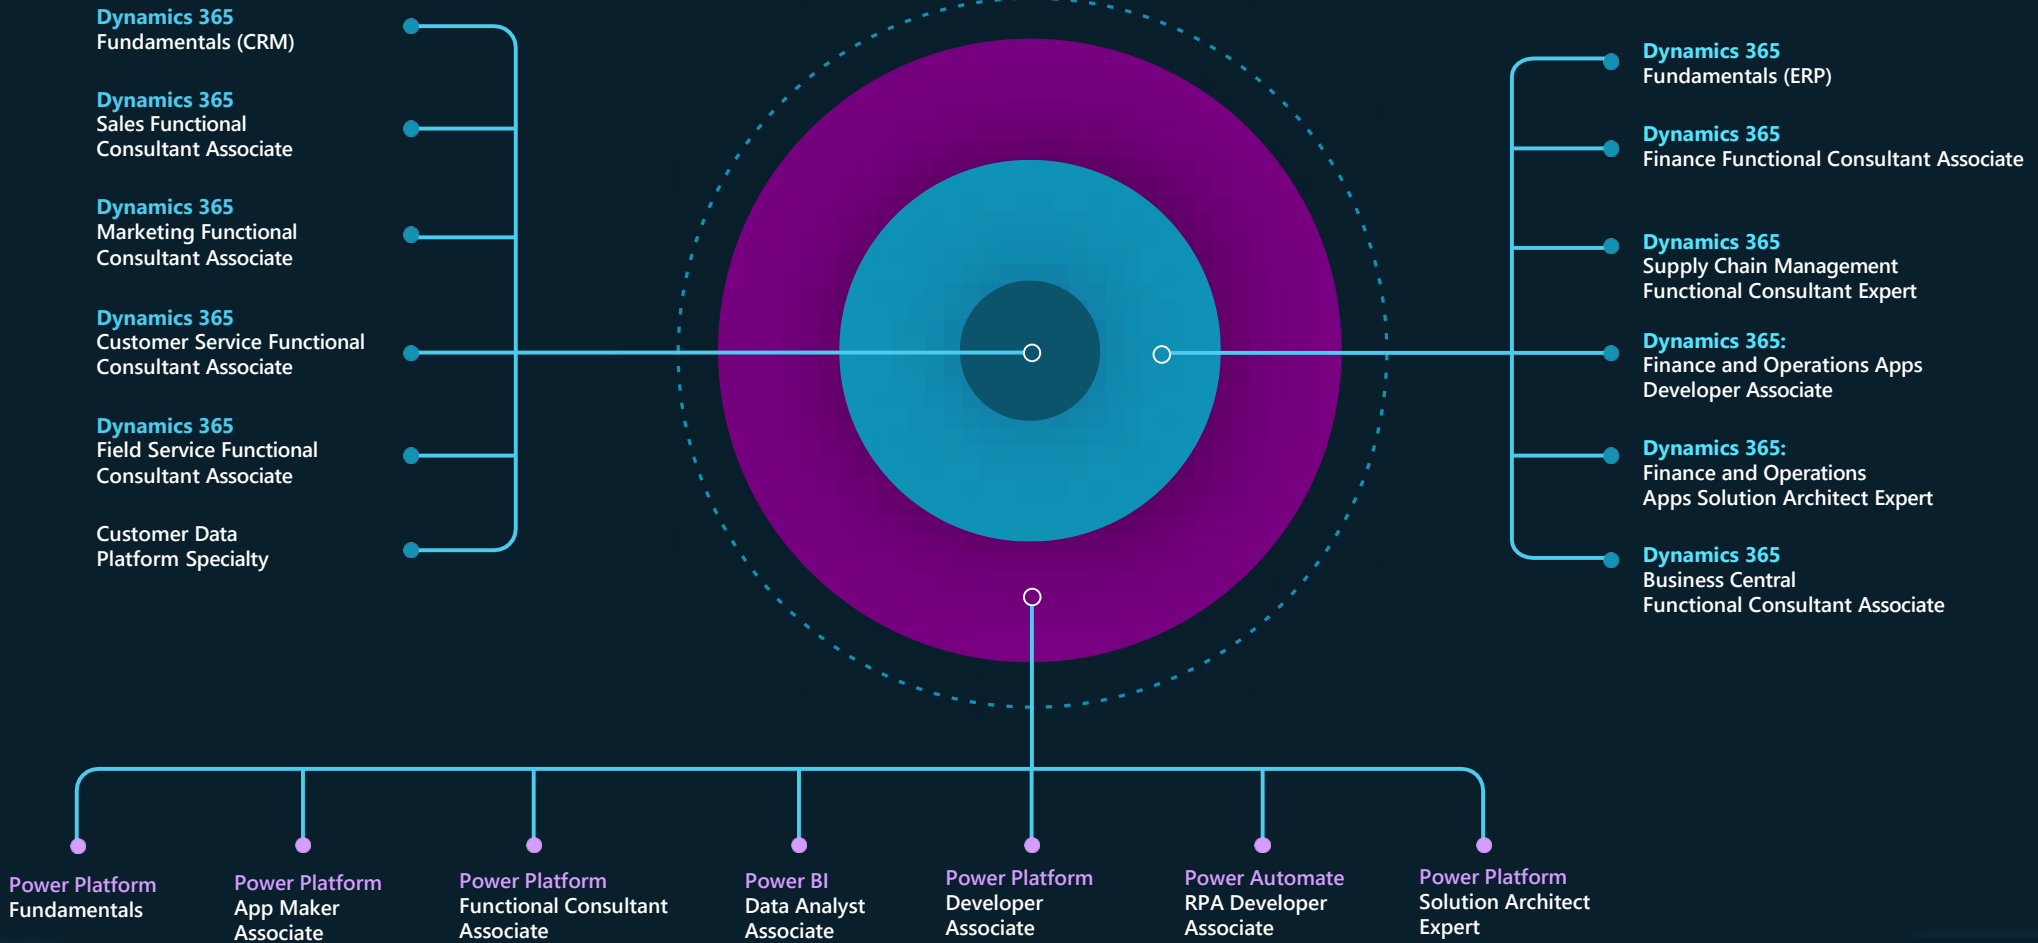 Dynamics 365
Fundamentals (CRM)
Dynamics 365
Sales Functional
Consultant Associate
Dynamics 365
Marketing Functional
Consultant Associate
Dynamics 365
Customer Service Functional
Consultant Associate
Dynamics 365
Field Service Functional
Consultant Associate
Customer Data
Platform Specialty
Dynamics 365
Fundamentals (ERP)
Dynamics 365
Finance Functional Consultant Associate
Dynamics 365
Supply Chain Management
Functional Consultant Expert
Dynamics 365:
Finance and Operations Apps
Developer Associate
Dynamics 365:
Finance and Operations
Apps Solution Architect Expert
Dynamics 365
Business Central
Functional Consultant Associate
Power Platform
Fundamentals
Power Platform
App Maker
Associate
Power Platform
Functional Consultant
Associate
Power BI
Data Analyst
Associate
Power Platform
Developer
Associate
Power Automate
RPA Developer
Associate
Power Platform
Solution Architect
Expert